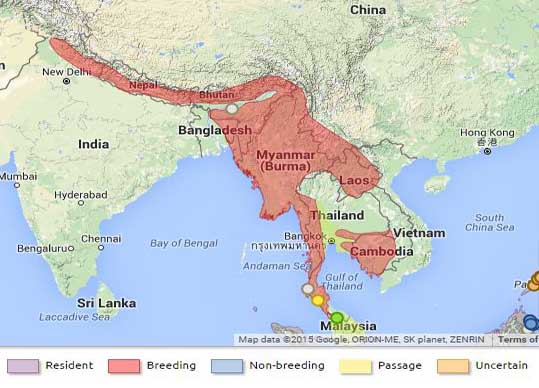 China
New Delhi
Nepal
Bhutan
Bangladesh
India
Myanmar
(Burma)
Hong Kong
香港
Mumbai
Laos
Hyderabad
Thailand
Bay of Bengal
Bangkok
กรุงเทพมหานคร
Vietnam
South
China Sea
Bengaluru
Chennai
Cambodia
Andaman Sea
Gulf of
Thailand
Sri Lanka
Laccadive Sea
Malaysia
Map data ©2015 Google, ORION-ME, SK planet, ZENRIN
Terms of
Resident
Breeding
Non-breeding
Passage
Uncertain